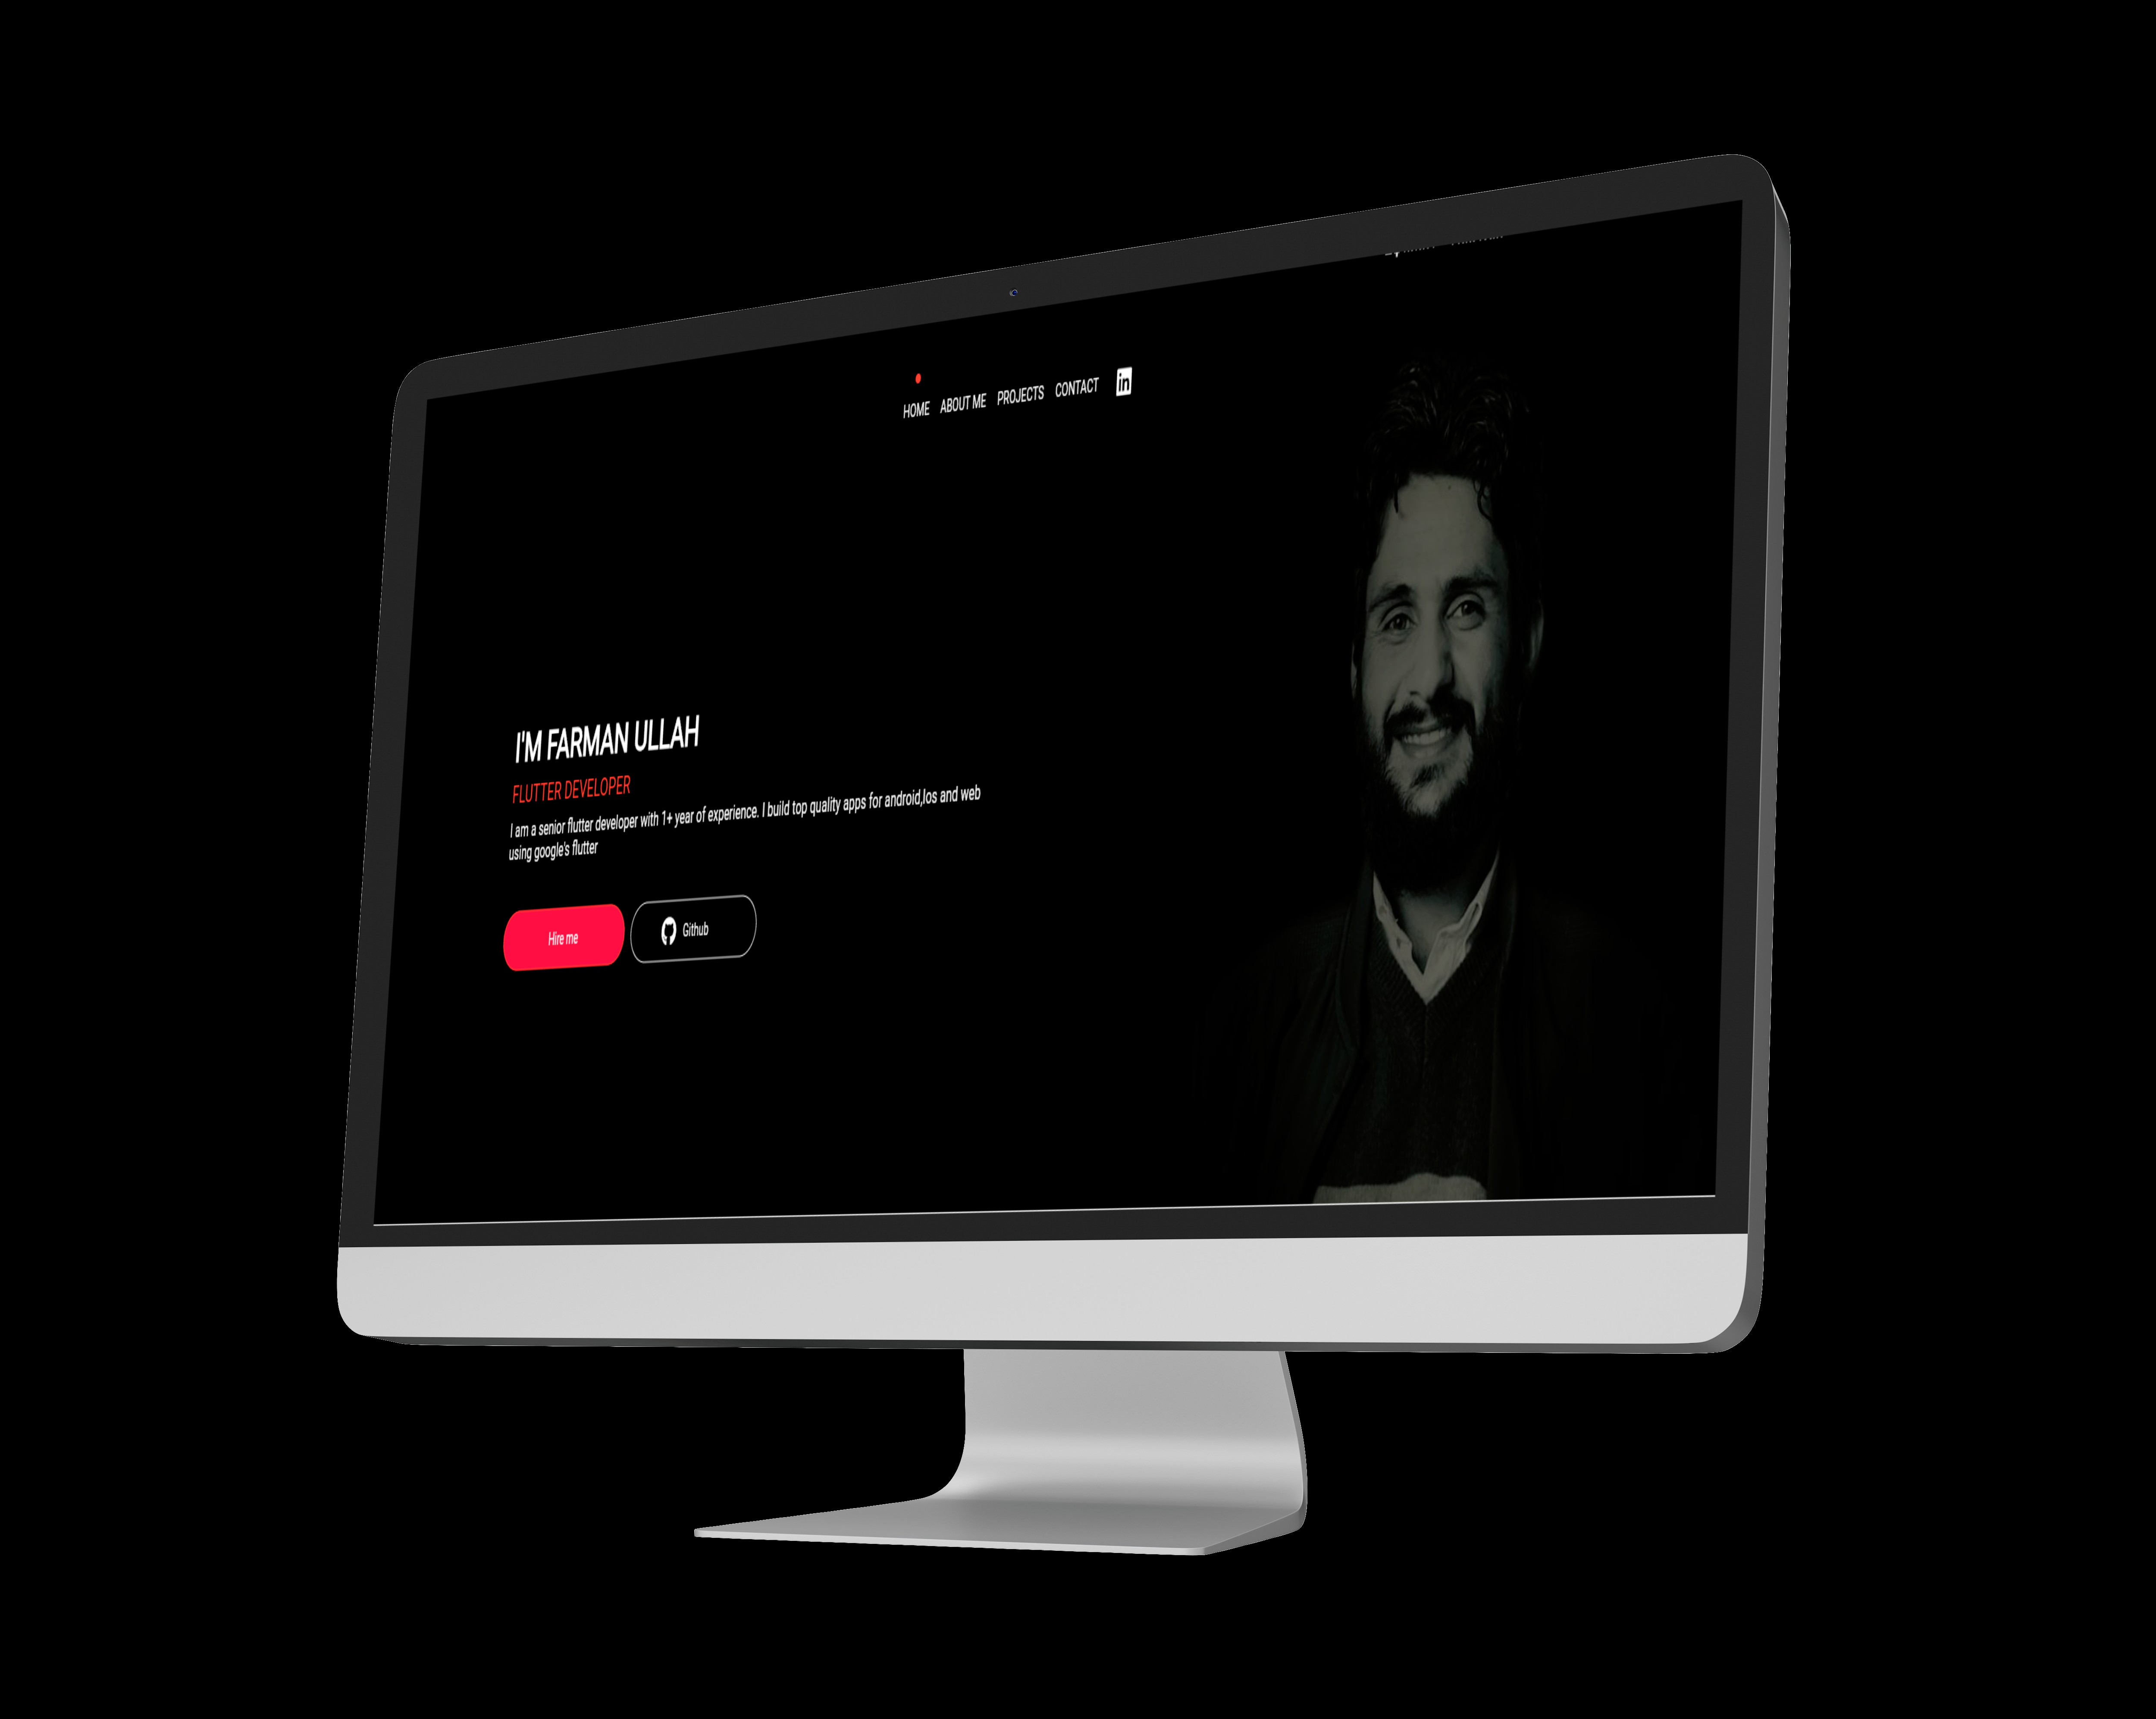 HOME ABOUT ME PROJECTS CONTACT in
I'M FARMAN ULLAH
FLUTTER DEVELOPER
I am a senior flutter developer with 1+ year of experience. I build top quality apps for android,Ios and web
using google's flutter
Hire me Github